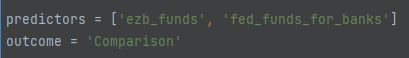 predictors = ['ezb_funds', 'fed_funds_for_banks']
outcome = 'Comparison'